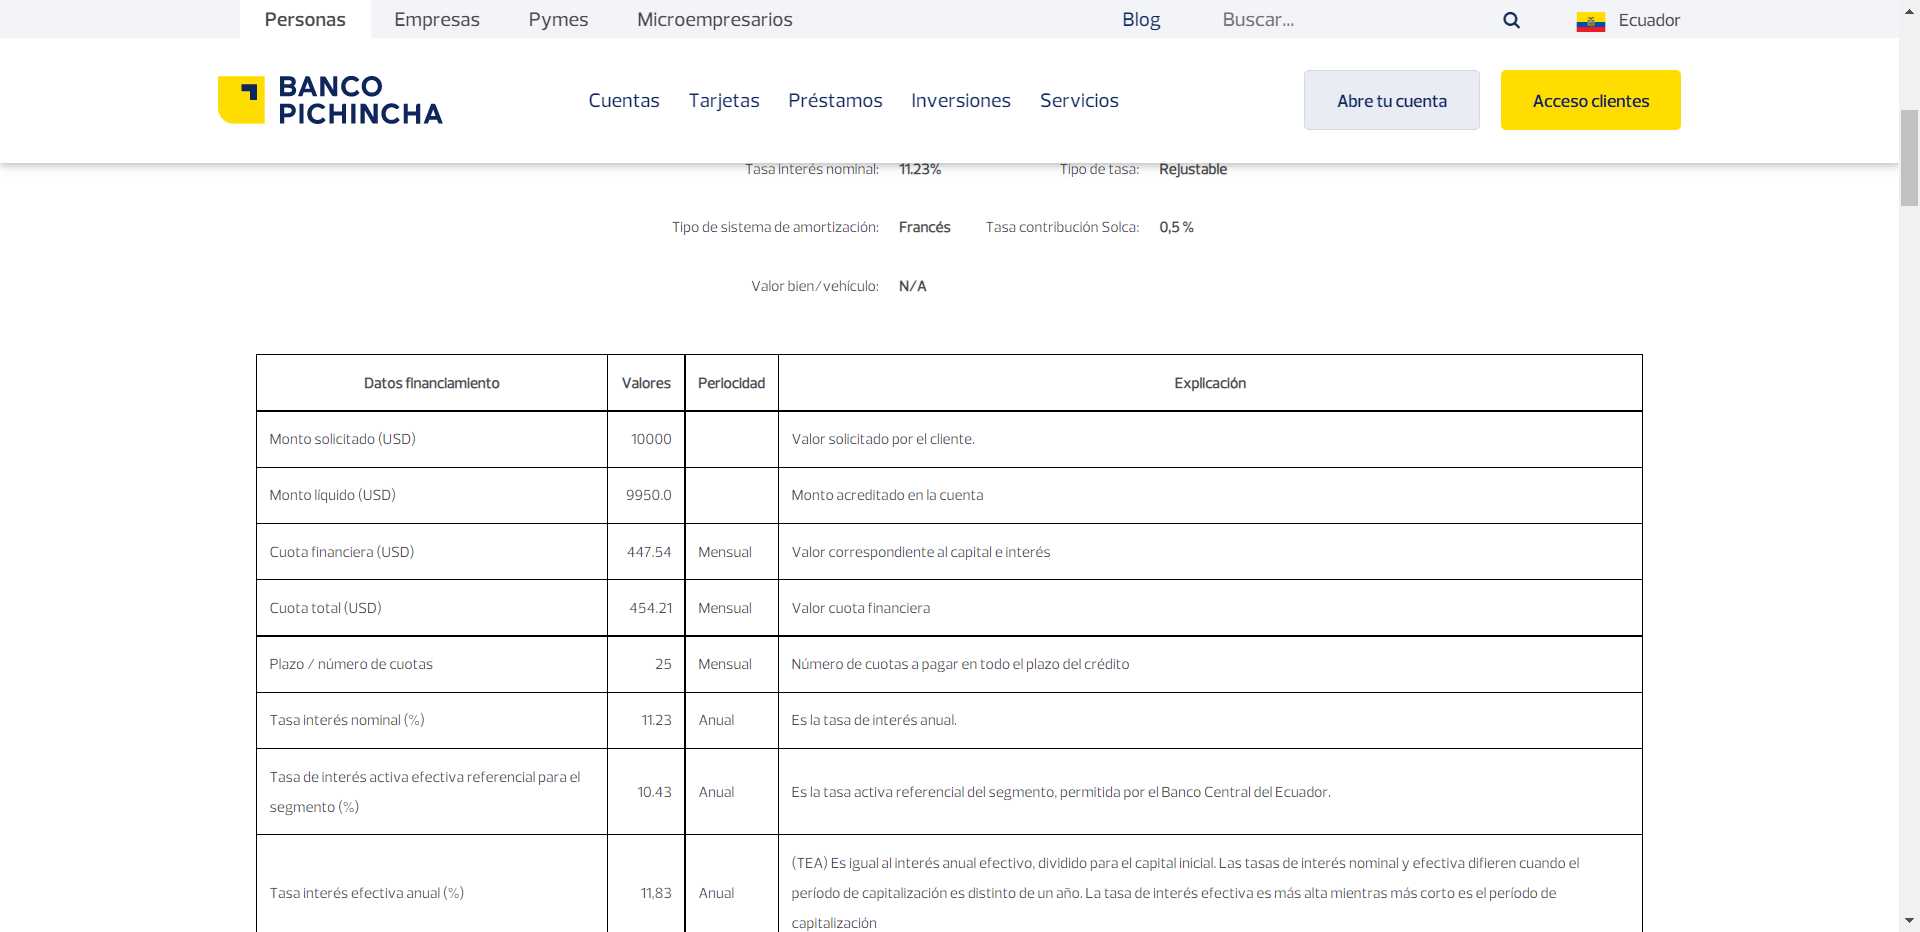 Personas Empresas Pymes Microempresarios Blog Buscar... Ecuador
BANCO
PICHINCHA
Cuentas Tarjetas Préstamos Inversiones Servicios Abre tu cuenta Acceso clientes
Tasa interés nominal: 11.23% Tipo de tasa: Rejustable
Tipo de sistema de amortización: Francés Tasa contribución Solca: 0,5 %
Valor bien/vehículo: N/A
Datos financiamiento Valores Periocidad Explicación
Monto solicitado (USD) 10000 Valor solicitado por el cliente.
Monto líquido (USD) 9950.0 Monto acreditado en la cuenta
Cuota financiera (USD) 447.54 Mensual Valor correspondiente al capital e interés
Cuota total (USD) 454.21 Mensual Valor cuota financiera
Plazo / número de cuotas 25 Mensual Número de cuotas a pagar en todo el plazo del crédito
Tasa interés nominal (%) 11.23 Anual Es la tasa de interés anual.
Tasa de interés activa efectiva referencial para el
segmento (%) 10.43 Anual Es la tasa activa referencial del segmento, permitida por el Banco Central del Ecuador.
(TEA) Es igual al interés anual efectivo, dividido para el capital inicial. Las tasas de interés nominal y efectiva difieren cuando el
Tasa interés efectiva anual (%) 11,83 Anual período de capitalización es distinto de un año. La tasa de interés efectiva es más alta mientras más corto es el período de
capitalización